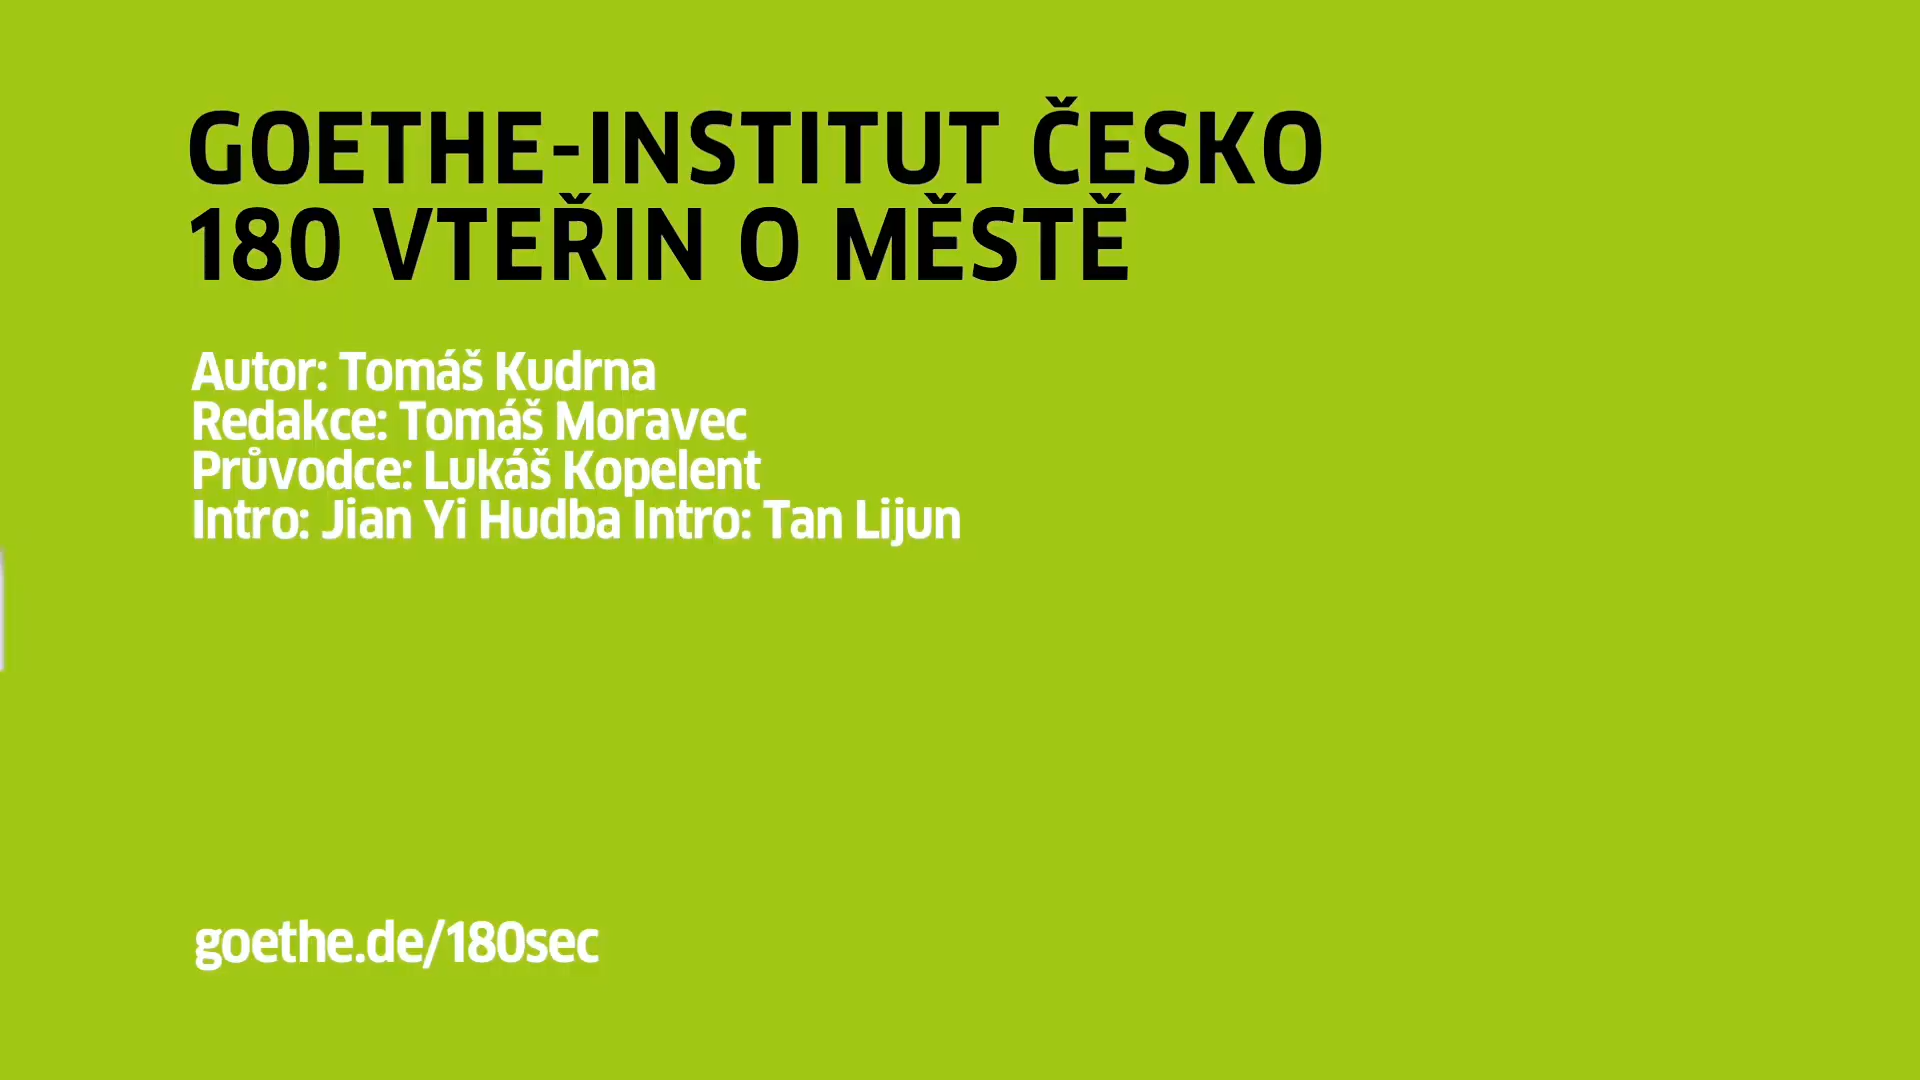 GOETHE-INSTITUT ČESKO
180 VTEŘIN O MĚSTĚ
Autor: Tomáš Kudrna
Redakce: Tomáš Moravec
Průvodce: Lukáš Kopelent
Intro: Jian Yi Hudba Intro: Tan Lijun
goethe.de/180sec